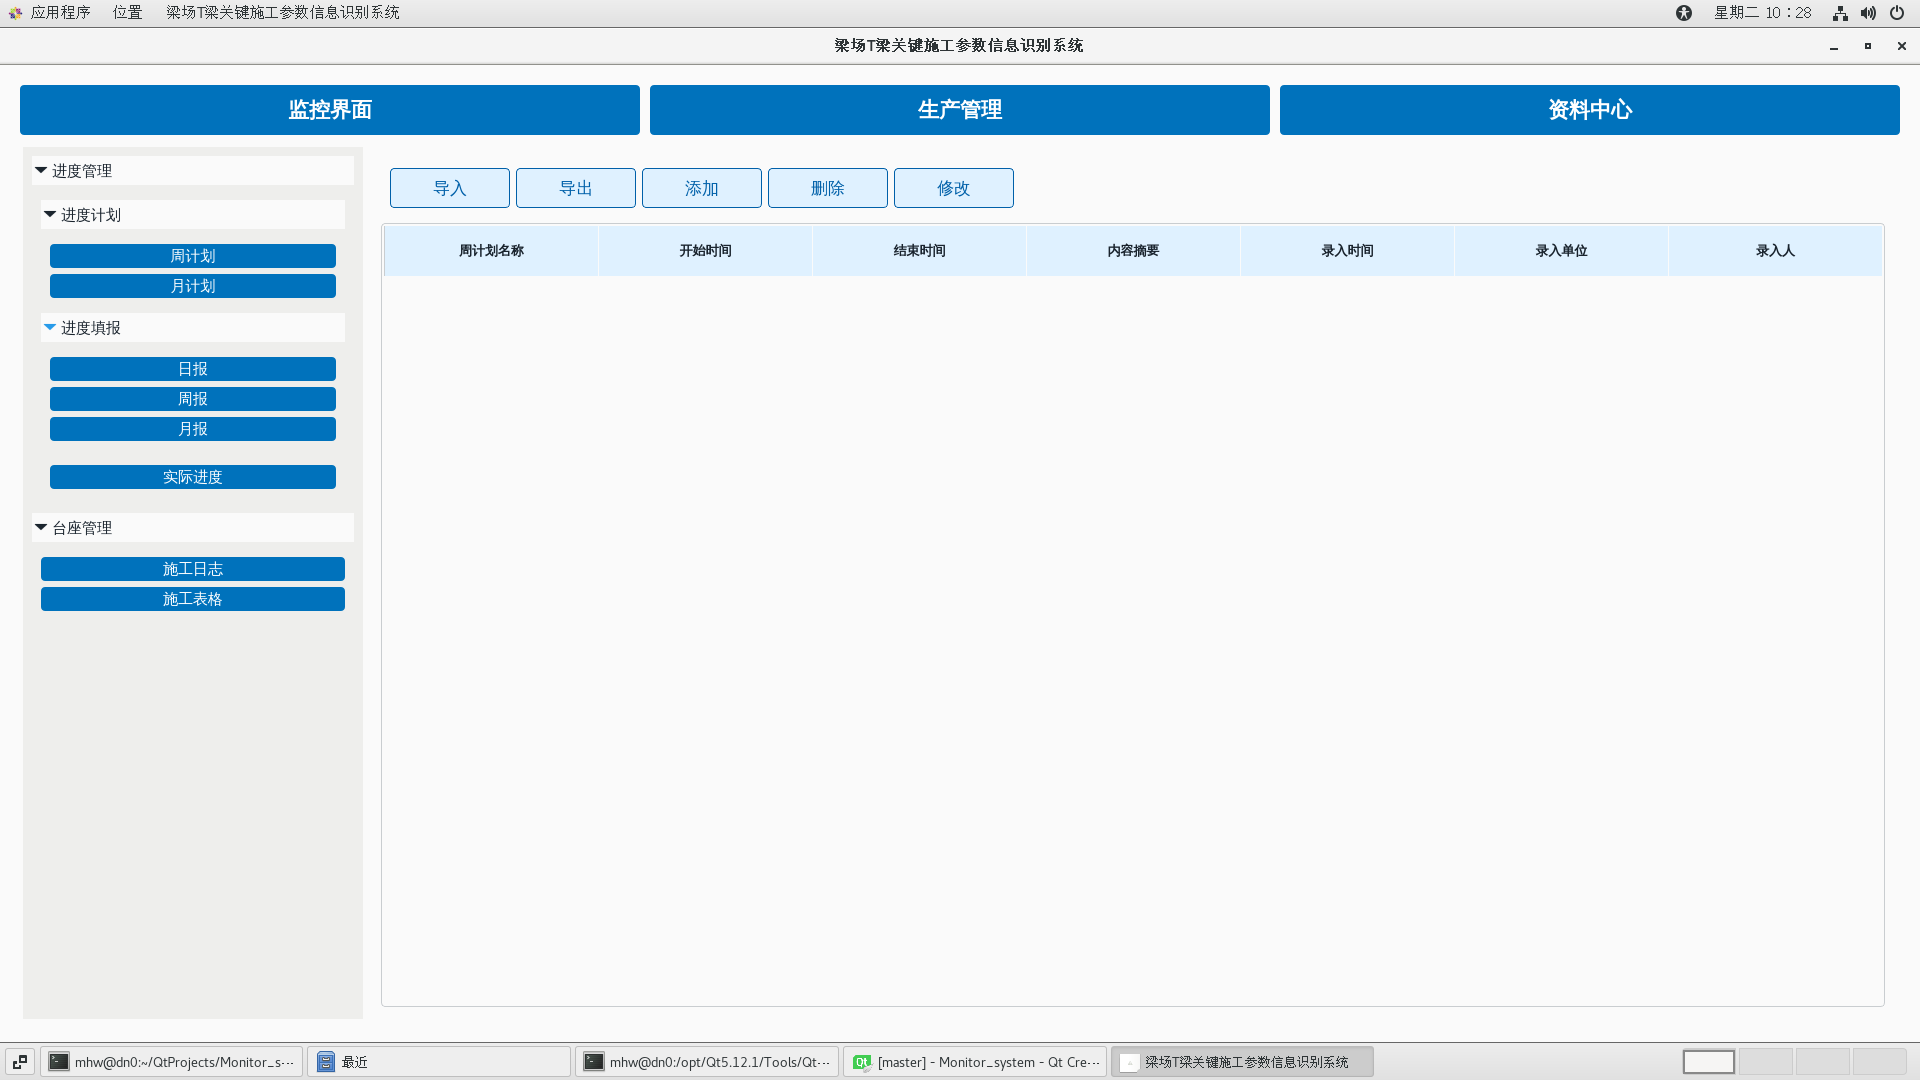 应用程序 位置 梁场T梁关键施工参数信息识别系统 星期二 10：28
梁场T梁关键施工参数信息识别系统
监控界面 生产管理 资料中心
进度管理
进度计划
周计划
月计划
进度填报
日报
周报
月报
实际进度
台座管理
施工日志
施工表格
导入 导出 添加 删除 修改
周计划名称 开始时间 结束时间 内容摘要 录入时间 录入单位 录入人
mhw@dn0:~/QtProjects/Monitor_s··· 最近 mhw@dn0:/opt/Qt5.12.1/Tools/Qt··· [master] - Monitor_system - Qt Cre··· 梁场T梁关键施工参数信息识别系统